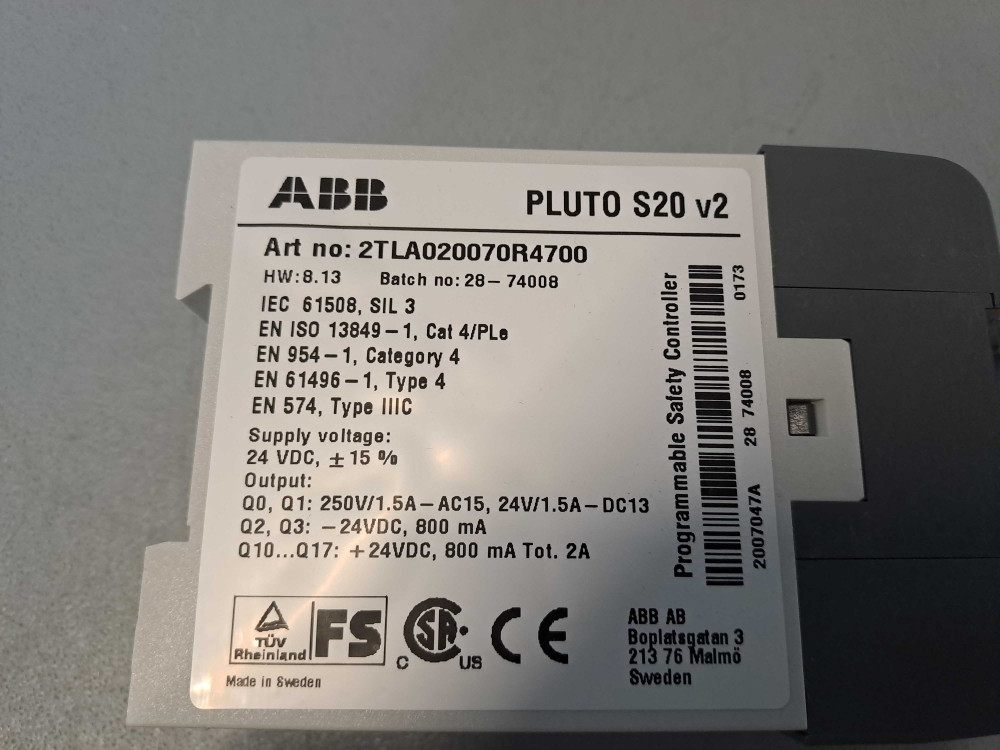 ABB
PLUTO S20 v2
Art no: 2TLA020070R4700
HW:8.13 Batch no: 28-74008
IEC 61508, SIL 3
EN ISO 13849-1, Cat 4/PLe
EN 954-1, Category 4
EN 61496-1, Type 4
EN 574, Type IIIC
Supply voltage:
24 VDC, ±15 %
Output:
Q0, Q1: 250V/1.5A-AC15, 24V/1.5A-DC13
Q2, Q3: -24VDC, 800 mA
Q10...Q17: +24VDC, 800 mA Tot. 2A
Programmable Safety Controller
2007047A 28 74008 0173
TÜV
Rheinland
FS
C SA US
CE
ABB AB
Boplatsgatan 3
213 76 Malmö
Sweden
Made in Sweden